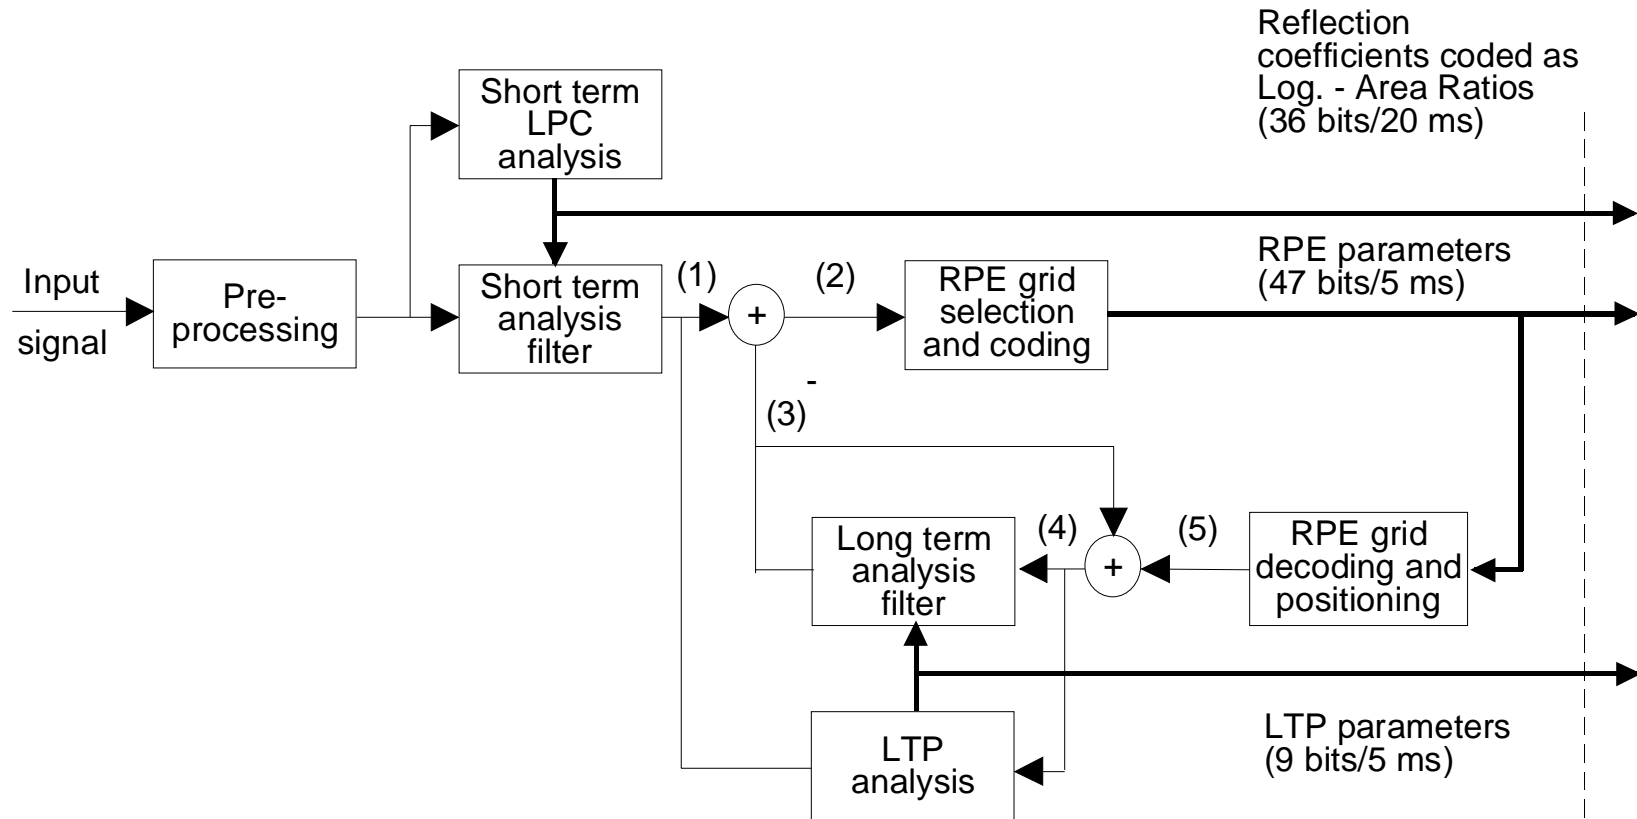 Reflection
coefficients coded as
Log. - Area Ratios
(36 bits/20 ms)
Short term
LPC
analysis
Input
signal
Pre-
processing
Short term
analysis
filter
(1)
+
(2)
RPE grid
selection
and coding
RPE parameters
(47 bits/5 ms)
-
(3)
Long term
analysis
filter
(4)
+
(5)
RPE grid
decoding and
positioning
LTP
analysis
LTP parameters
(9 bits/5 ms)